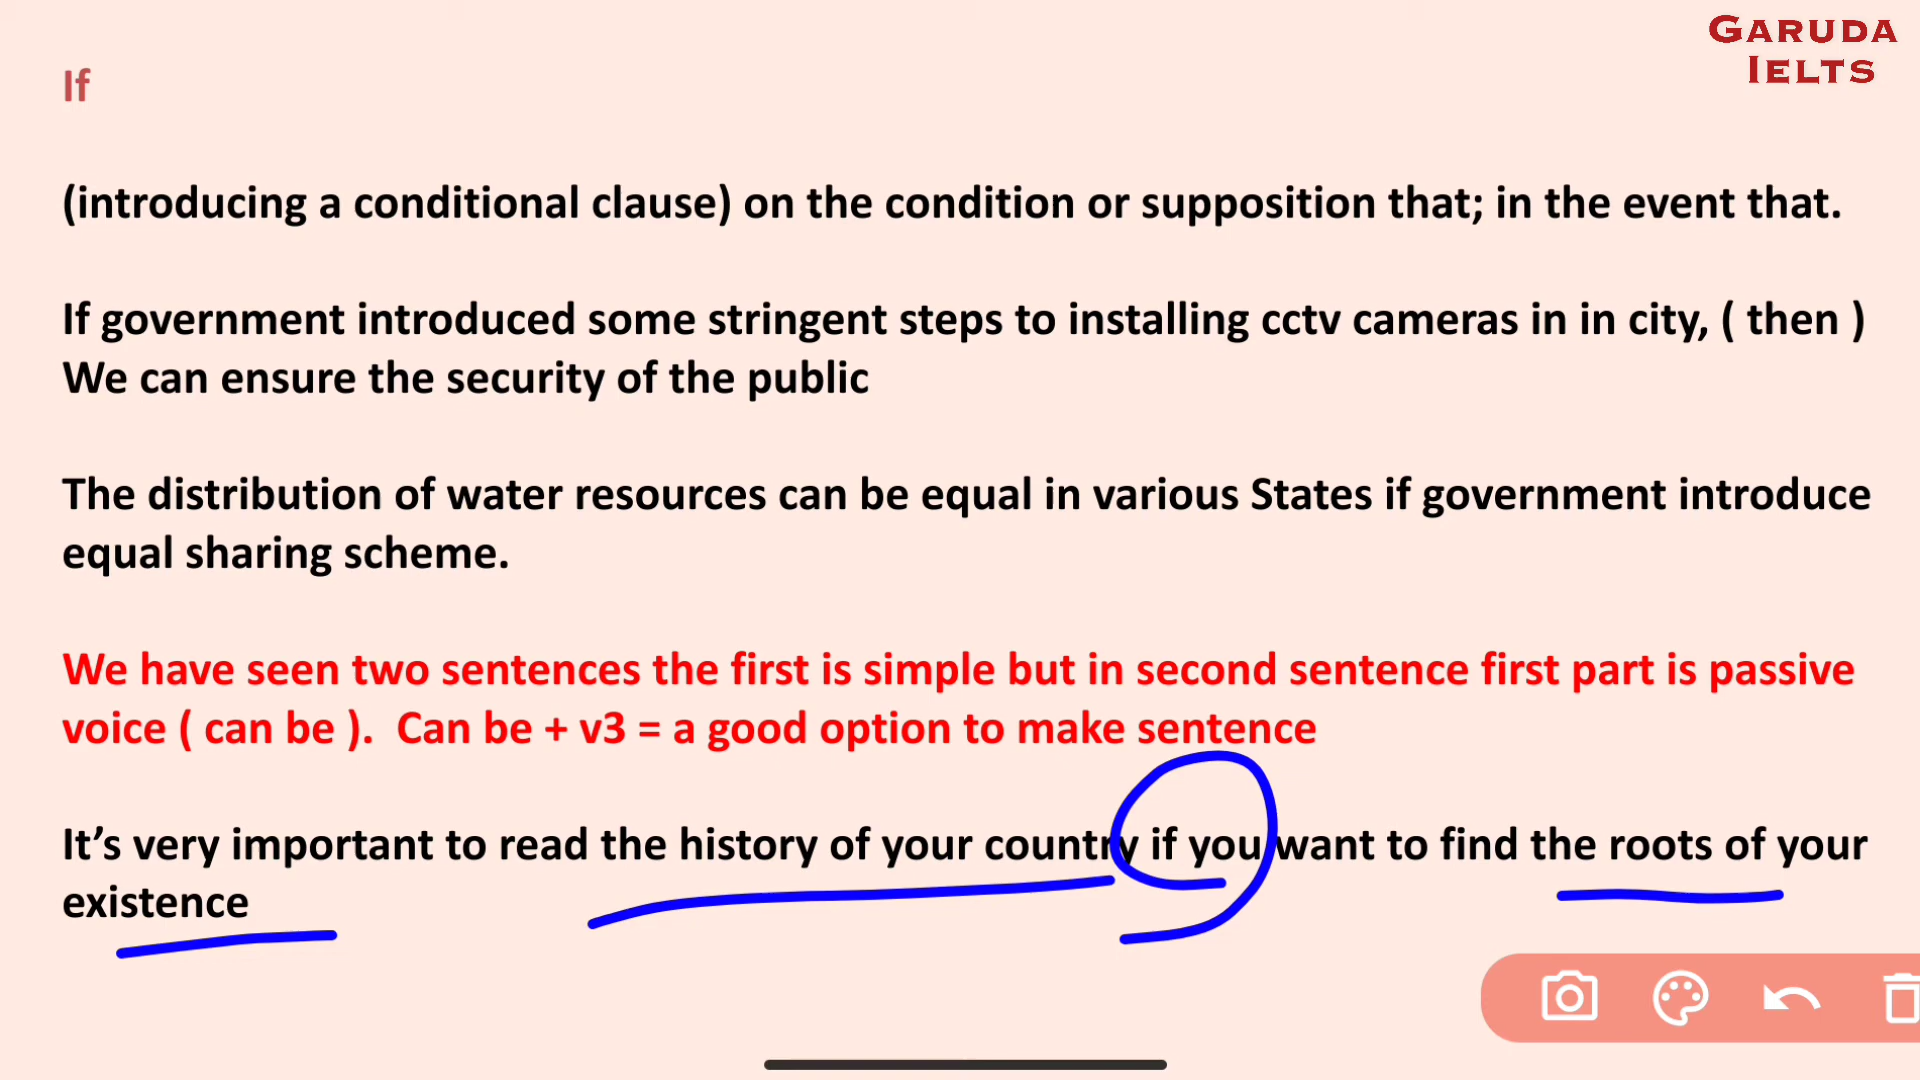 GARUDA
IELTS
If
(introducing a conditional clause) on the condition or supposition that; in the event that.
If government introduced some stringent steps to installing cctv cameras in in city, ( then )
We can ensure the security of the public
The distribution of water resources can be equal in various States if government introduce
equal sharing scheme.
We have seen two sentences the first is simple but in second sentence first part is passive
voice ( can be ).  Can be + v3 = a good option to make sentence
It’s very important to read the history of your country if you want to find the roots of your
existence